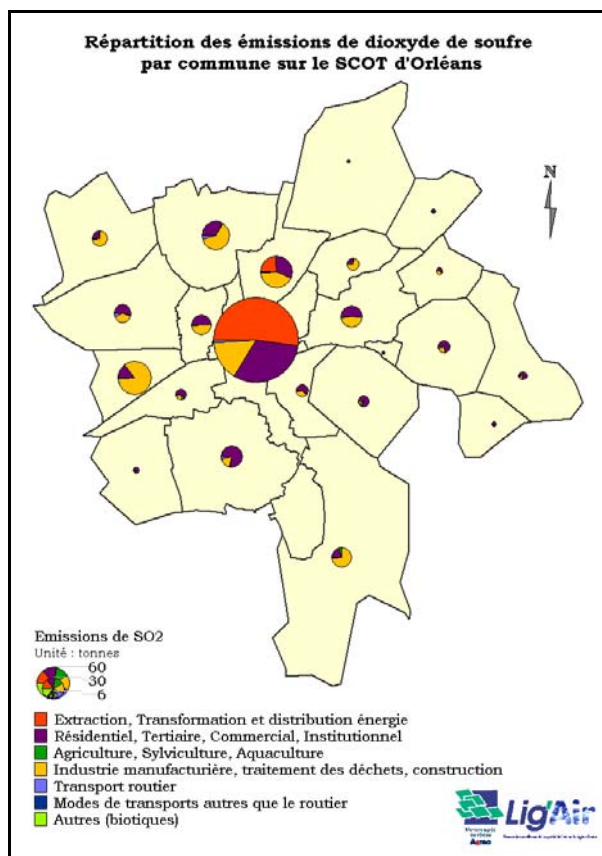 Répartition des émissions de dioxyde de soufre
par commune sur le SCOT d'Orléans
N
Emissions de SO2
Unité : tonnes
60
30
6
Extraction, Transformation et distribution énergie
Résidentiel, Tertiaire, Commercial, Institutionnel
Agriculture, Sylviculture, Aquaculture
Industrie manufacturière, traitement des déchets, construction
Transport routier
Modes de transports autres que le routier
Autres (biotiques)
Lig'Air